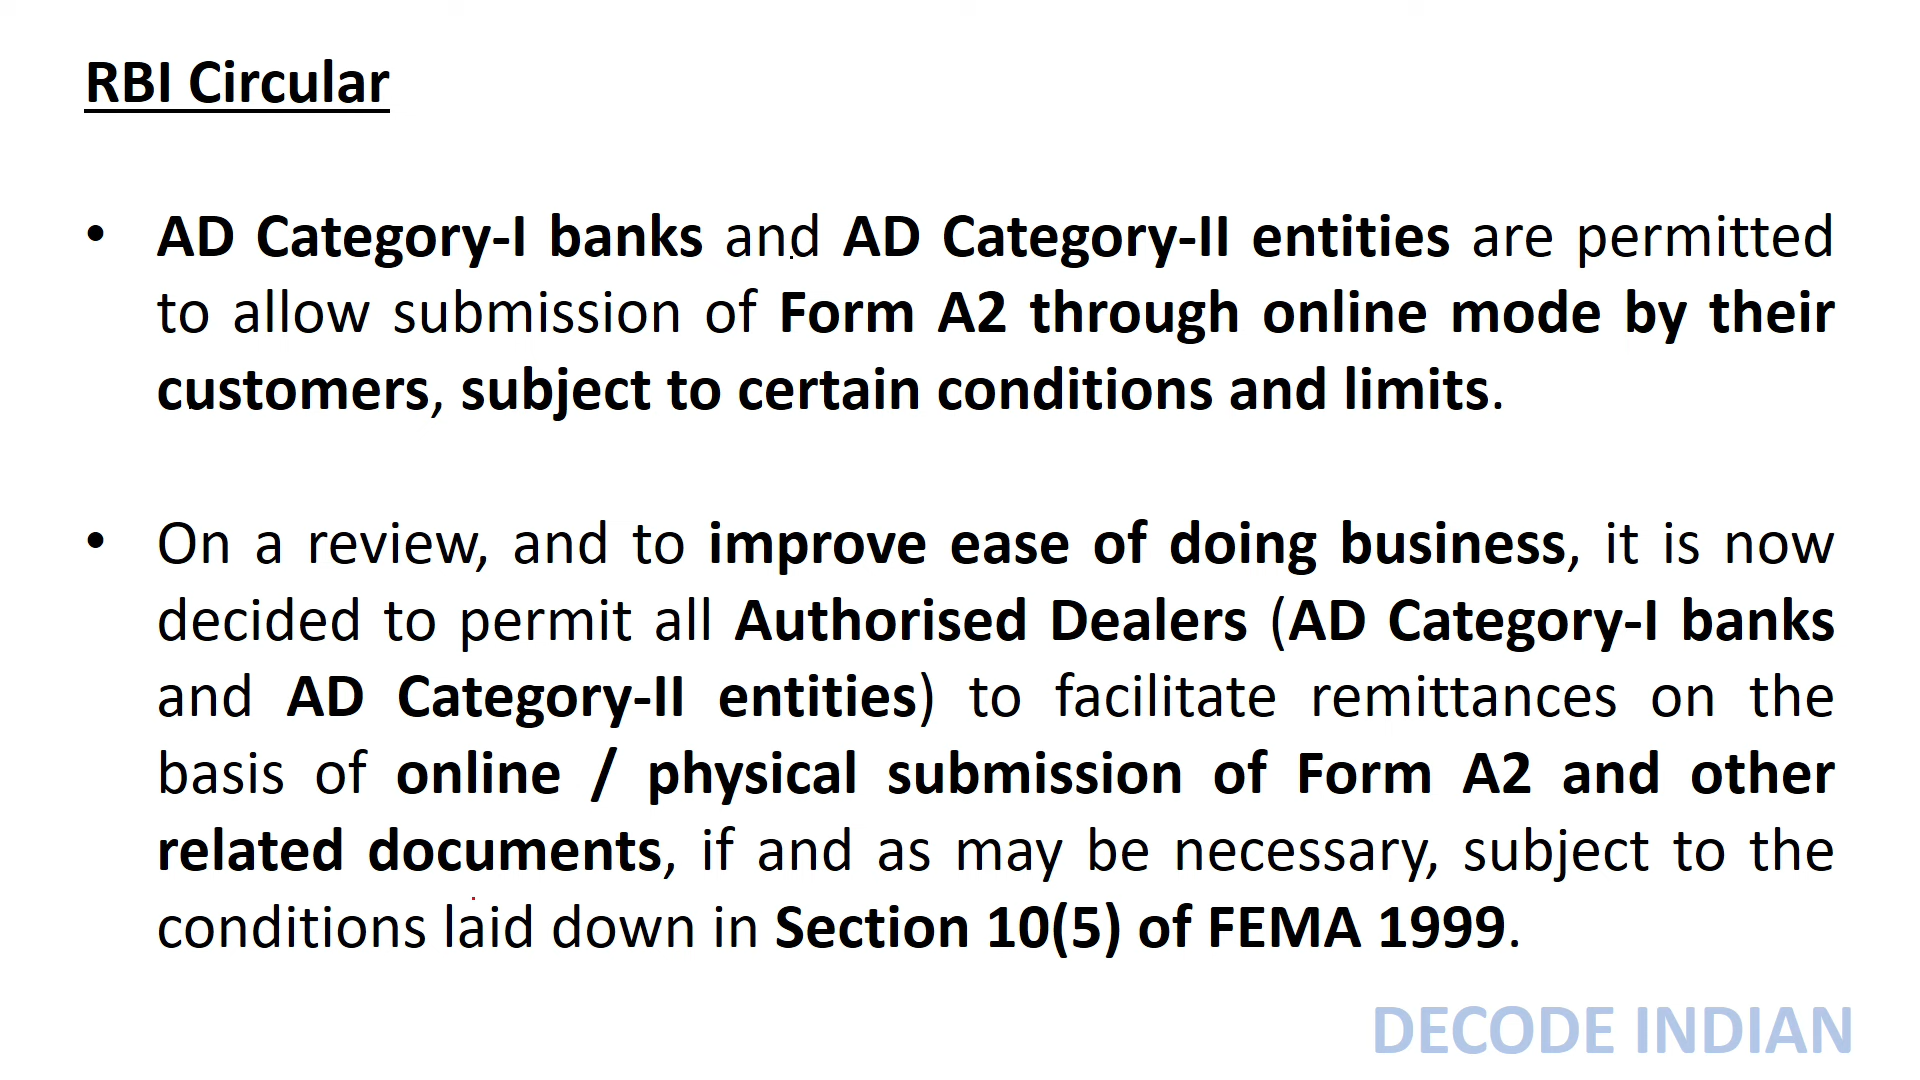 RBI Circular
• AD Category-I banks and AD Category-II entities are permitted
to allow submission of Form A2 through online mode by their
customers, subject to certain conditions and limits.
• On a review, and to improve ease of doing business, it is now
decided to permit all Authorised Dealers (AD Category-I banks
and AD Category-II entities) to facilitate remittances on the
basis of online / physical submission of Form A2 and other
related documents, if and as may be necessary, subject to the
conditions laid down in Section 10(5) of FEMA 1999.
DECODE INDIAN